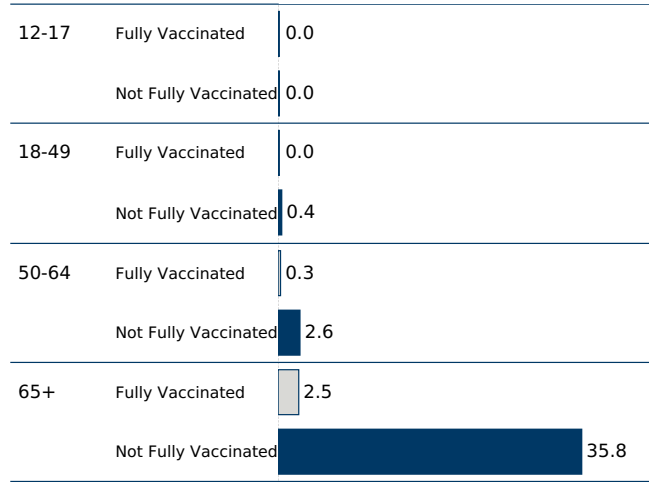 12-17 Fully Vaccinated 0.0
Not Fully Vaccinated 0.0
18-49 Fully Vaccinated 0.0
Not Fully Vaccinated 0.4
50-64 Fully Vaccinated 0.3
Not Fully Vaccinated 2.6
65+ Fully Vaccinated 2.5
Not Fully Vaccinated 35.8